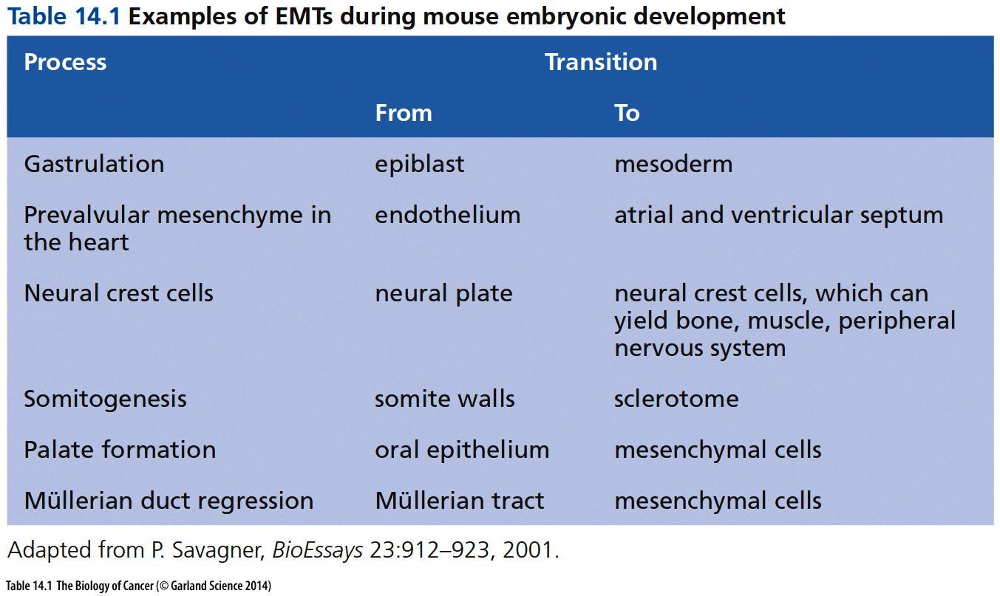 Table 14.1 Examples of EMTs during mouse embryonic development
Process
Transition
From
To
Gastrulation
epiblast
mesoderm
Prevalvular mesenchyme in
the heart
endothelium
atrial and ventricular septum
Neural crest cells
neural plate
neural crest cells, which can
yield bone, muscle, peripheral
nervous system
Somitogenesis
somite walls
sclerotome
Palate formation
oral epithelium
mesenchymal cells
Müllerian duct regression
Müllerian tract
mesenchymal cells
Adapted from P. Savagner, BioEssays 23:912–923, 2001.
Table 14.1 The Biology of Cancer (© Garland Science 2014)